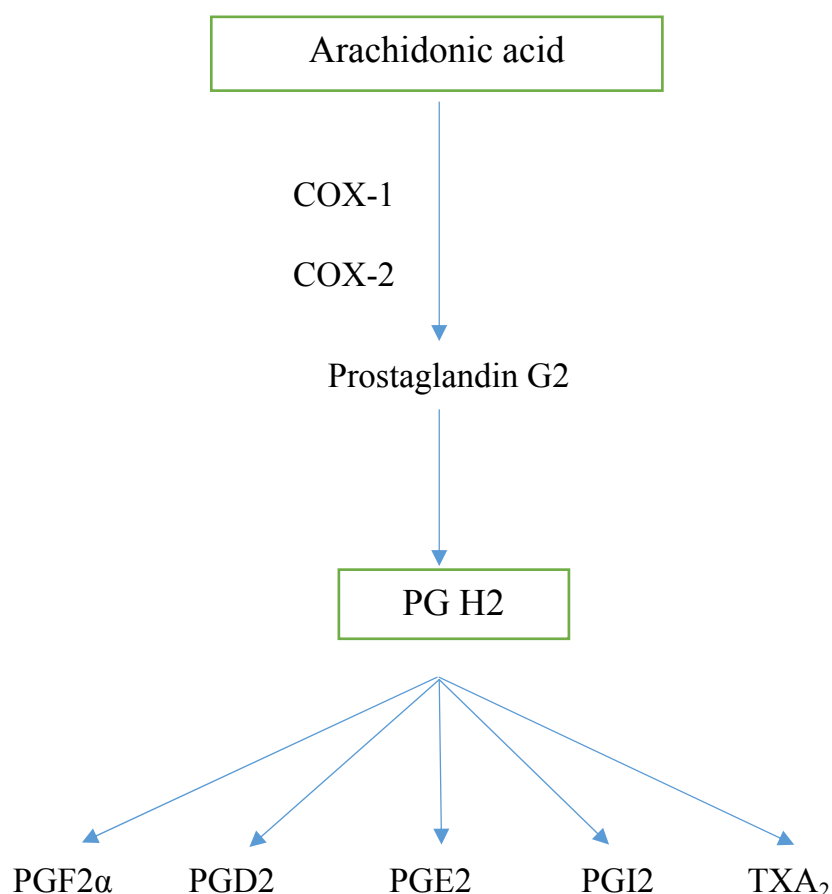 Arachidonic acid
COX-1
COX-2
Prostaglandin G2
PG H2
PGF2α PGD2 PGE2 PGI2 TXA₂